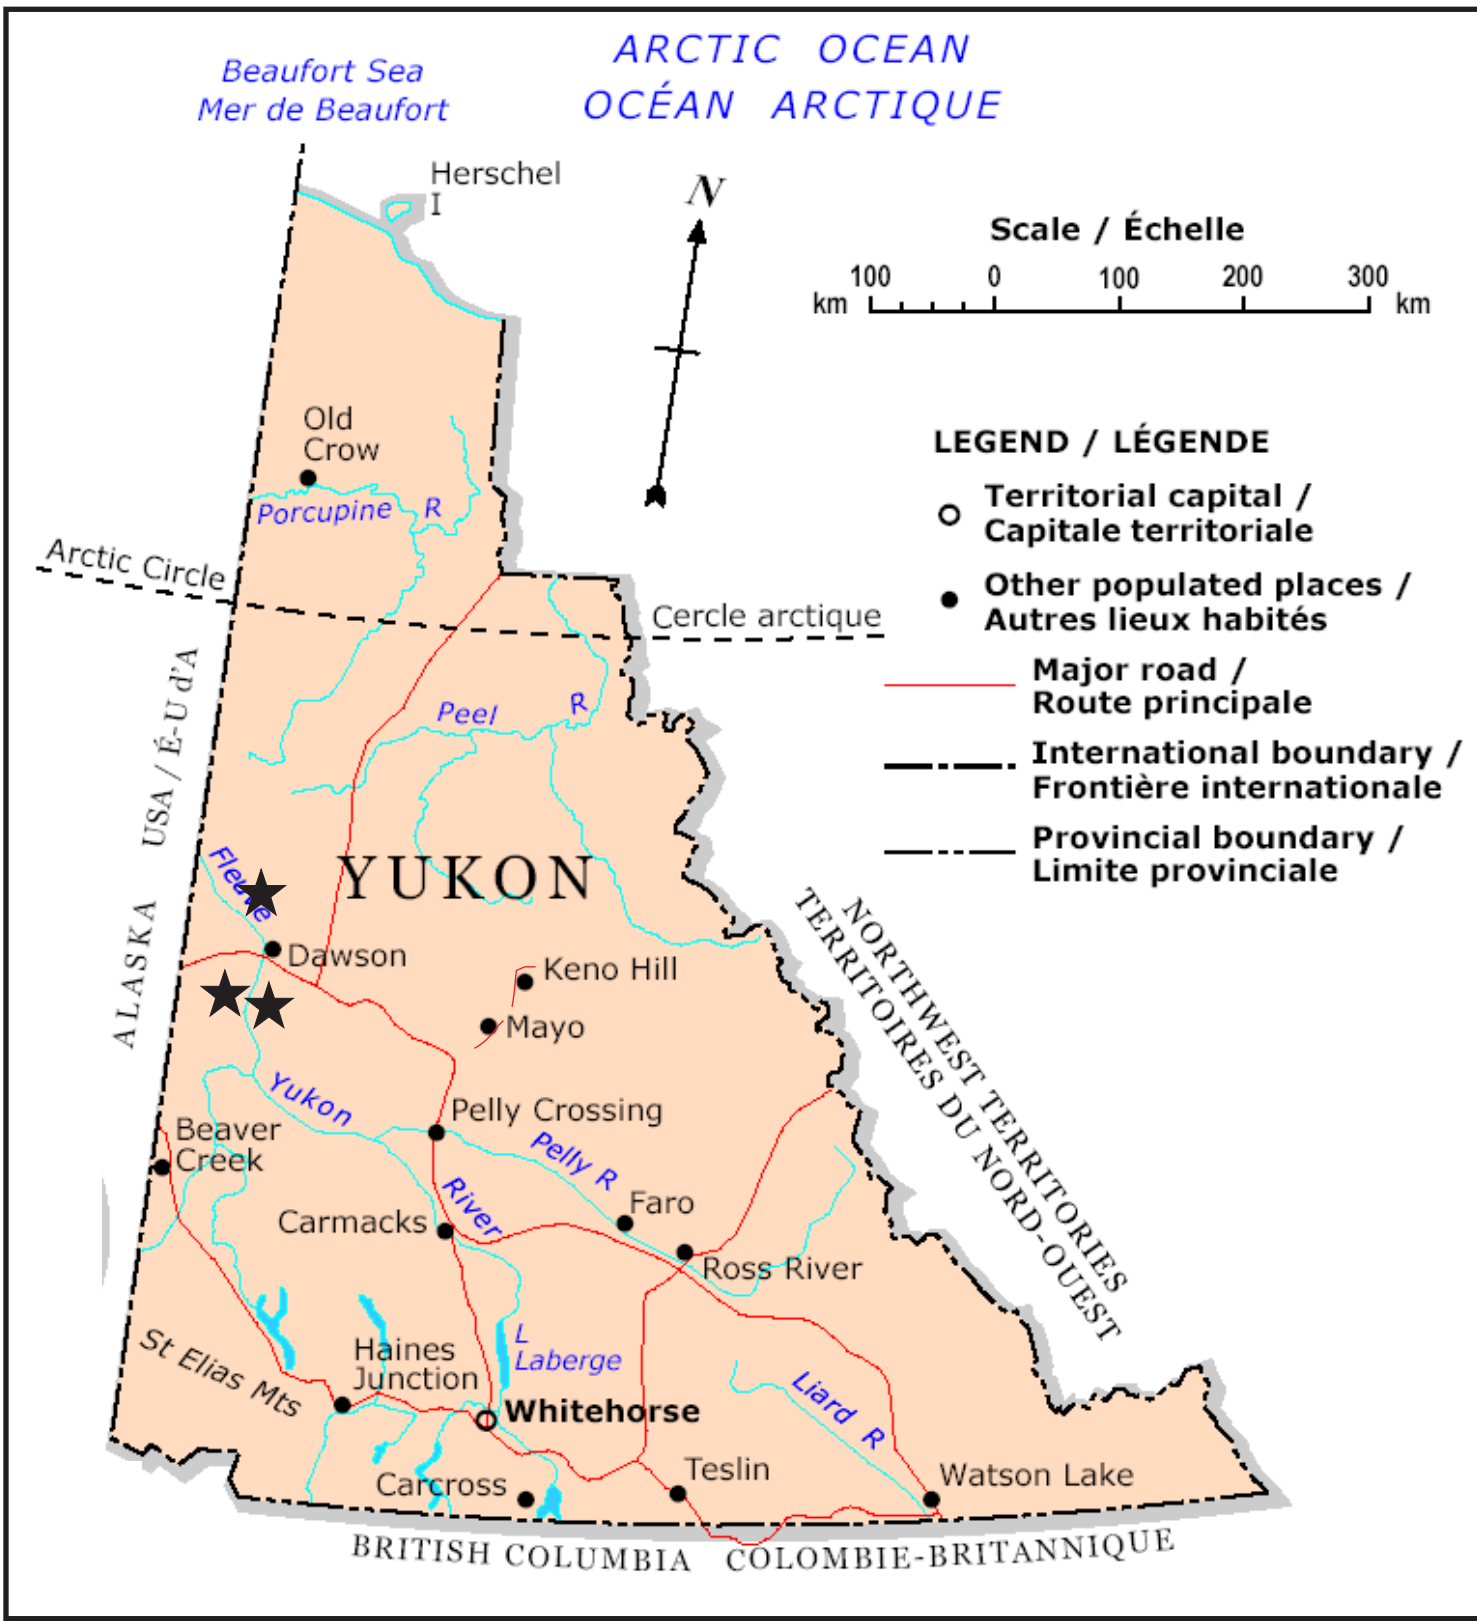 ARCTIC OCEAN
OCÉAN ARCTIQUE
Beaufort Sea
Mer de Beaufort
Herschel
I
N
Scale / Échelle
100 0 100 200 300
km km
Old
Crow
Porcupine R
LEGEND / LÉGENDE
Territorial capital /
Capitale territoriale
Other populated places /
Autres lieux habités
Major road /
Route principale
International boundary /
Frontière internationale
Provincial boundary /
Limite provinciale
Arctic Circle
Cercle arctique
Peel R
ALASKA USA / É-U d'A
YUKON
Fleuve
Dawson
Keno Hill
Mayo
NORTHWEST TERRITORIES
TERRITOIRES DU NORD-OUEST
Yukon River
Pelly Crossing
Pelly R
Beaver
Creek
Carmacks
Faro
Ross River
St Elias Mts
Haines
Junction
L
Laberge
Whitehorse
Liard R
Carcross
Teslin
Watson Lake
BRITISH COLUMBIA COLOMBIE-BRITANNIQUE